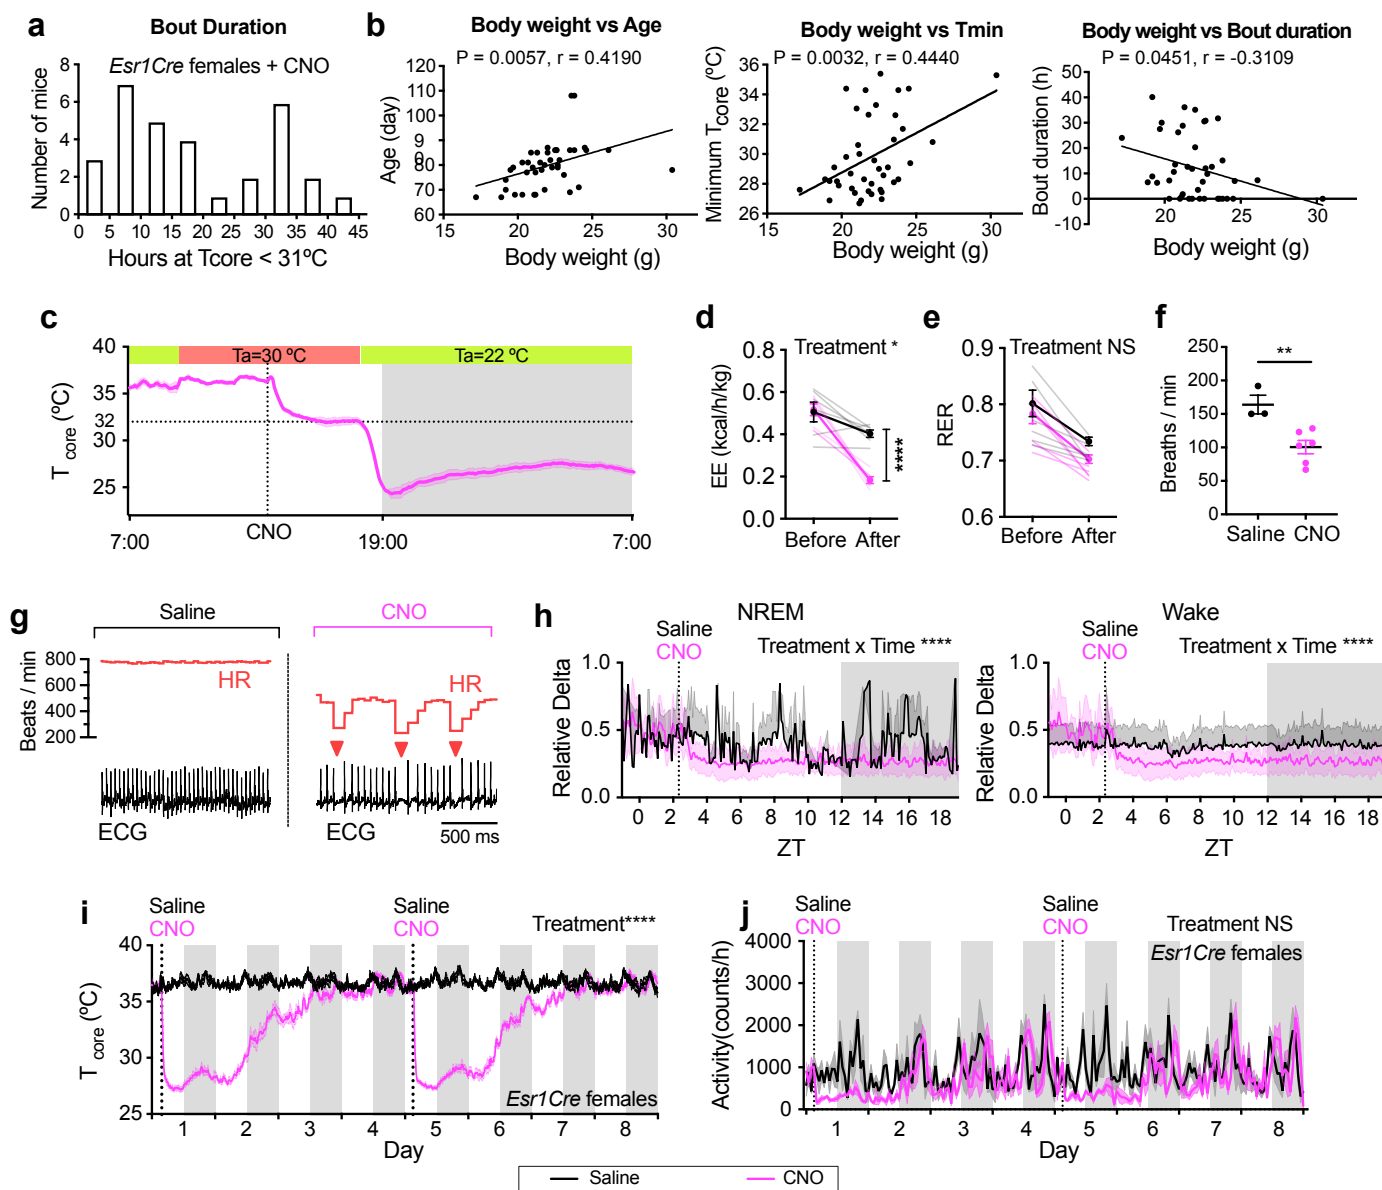 a
Bout Duration
Esr1Cre females + CNO
Number of mice
8
6
4
2
0
0 5 10 15 20 25 30 35 40 45
Hours at Tcore < 31ºC
b
Body weight vs Age
P = 0.0057, r = 0.4190
Age (day)
120
110
100
90
80
70
60
15 20 25 30
Body weight (g)
Body weight vs Tmin
P = 0.0032, r = 0.4440
Minimum Tcore (ºC)
36
34
32
30
28
26
15 20 25 30
Body weight (g)
Body weight vs Bout duration
P = 0.0451, r = -0.3109
Bout duration (h)
50
40
30
20
10
0
-10
20 25 30
Body weight (g)
c
Ta=30 ºC
Ta=22 ºC
T core (ºC)
40
35
32
25
7:00
CNO
19:00
7:00
d
Treatment *
EE (kcal/h/kg)
0.8
0.6
0.4
0.2
0.0
****
Before After
e
Treatment NS
RER
0.9
0.8
0.7
0.6
Before After
f
**
Breaths / min
200
150
100
50
0
Saline CNO
g
Saline
CNO
Beats / min
800
600
400
200
HR
HR
ECG
ECG
500 ms
h
NREM
Saline
CNO
Treatment x Time ****
Relative Delta
1.0
0.5
0.0
0 2 4 6 8 10 12 14 16 18
ZT
Wake
Saline
CNO
Treatment x Time ****
Relative Delta
1.0
0.5
0.0
0 2 4 6 8 10 12 14 16 18
ZT
i
Saline
CNO
Saline
CNO
Treatment****
T core (ºC)
40
35
30
25
Esr1Cre females
1 2 3 4 5 6 7 8
Day
j
Saline
CNO
Saline
CNO
Treatment NS
Esr1Cre females
Activity(counts/h)
4000
3000
2000
1000
0
1 2 3 4 5 6 7 8
Day
Saline
CNO